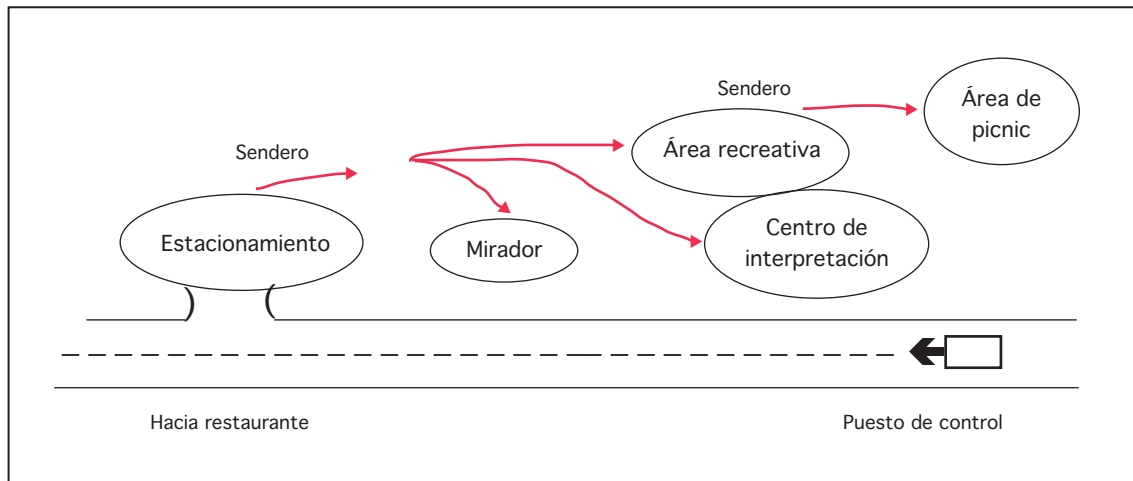 Sendero
Área de
picnic
Sendero
Área recreativa
Estacionamiento
Mirador
Centro de
interpretación
Hacia restaurante
Puesto de control